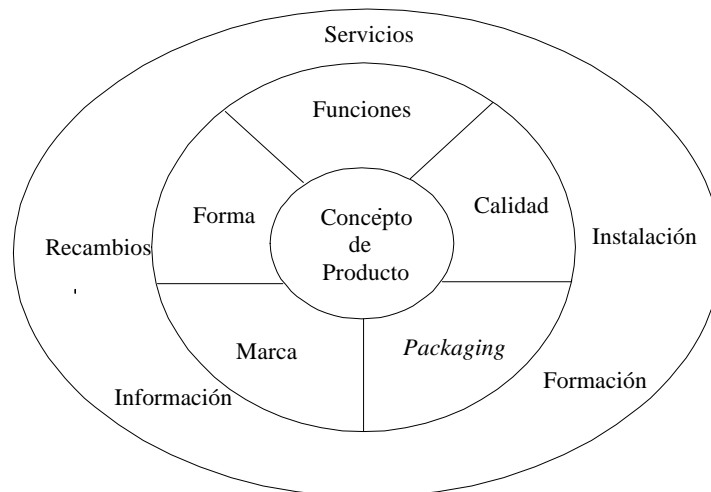 Servicios
Funciones
Forma
Calidad
Concepto
de
Producto
Recambios
Instalación
Marca
Packaging
Información
Formación